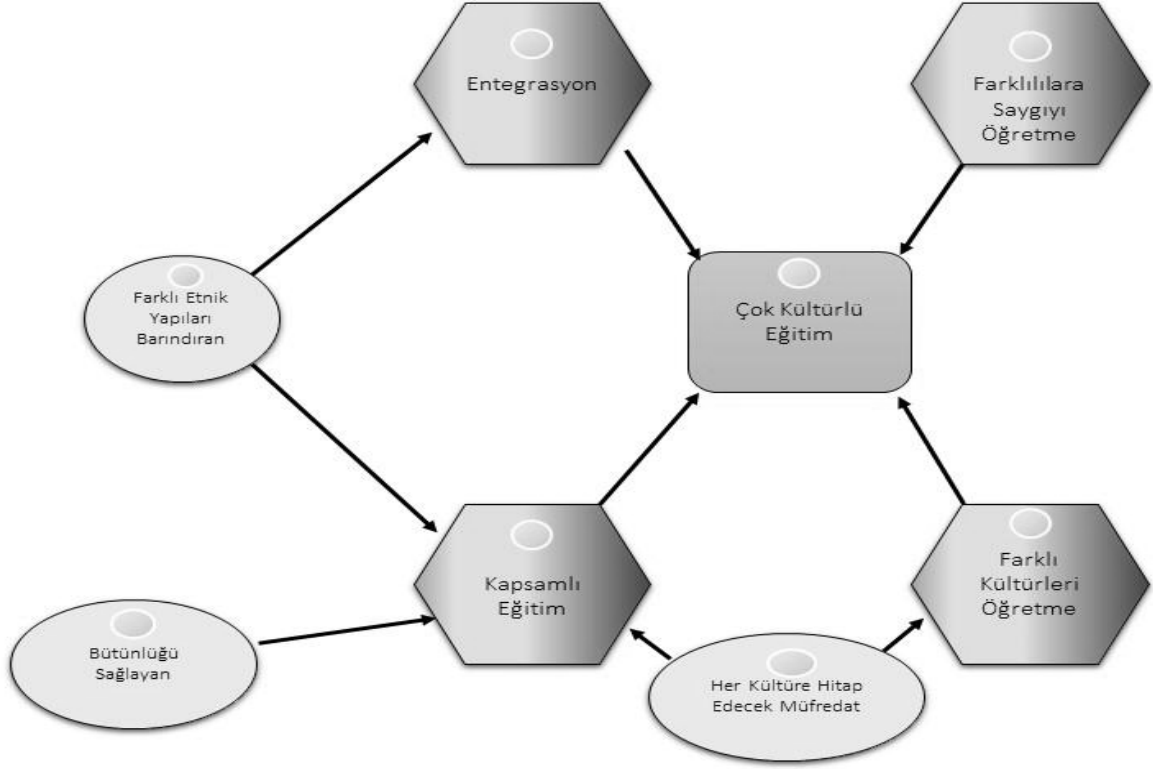 Entegrasyon
Farklılılara
Saygıyı
Öğretme
Farklı Etnik
Yapıları
Barındıran
Çok Kültürlü
Eğitim
Kapsamlı
Eğitim
Farklı
Kültürleri
Öğretme
Bütünlüğü
Sağlayan
Her Kültüre Hitap
Edecek Müfredat